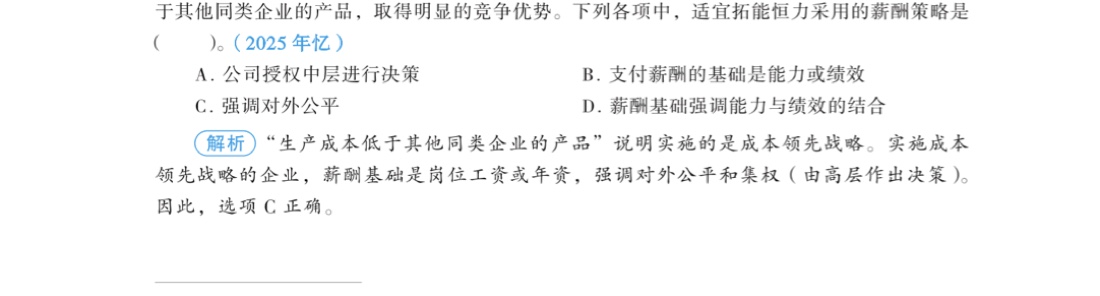 于其他同类企业的产品，取得明显的竞争优势。下列各项中，适宜拓能恒力采用的薪酬策略是
(　　)。（2025 年忆）
A. 公司授权中层进行决策　　B. 支付薪酬的基础是能力或绩效
C. 强调对外公平　　D. 薪酬基础强调能力与绩效的结合
解析 “生产成本低于其他同类企业的产品”说明实施的是成本领先战略。实施成本
领先战略的企业，薪酬基础是岗位工资或年资，强调对外公平和集权（由高层作出决策）。
因此，选项 C 正确。